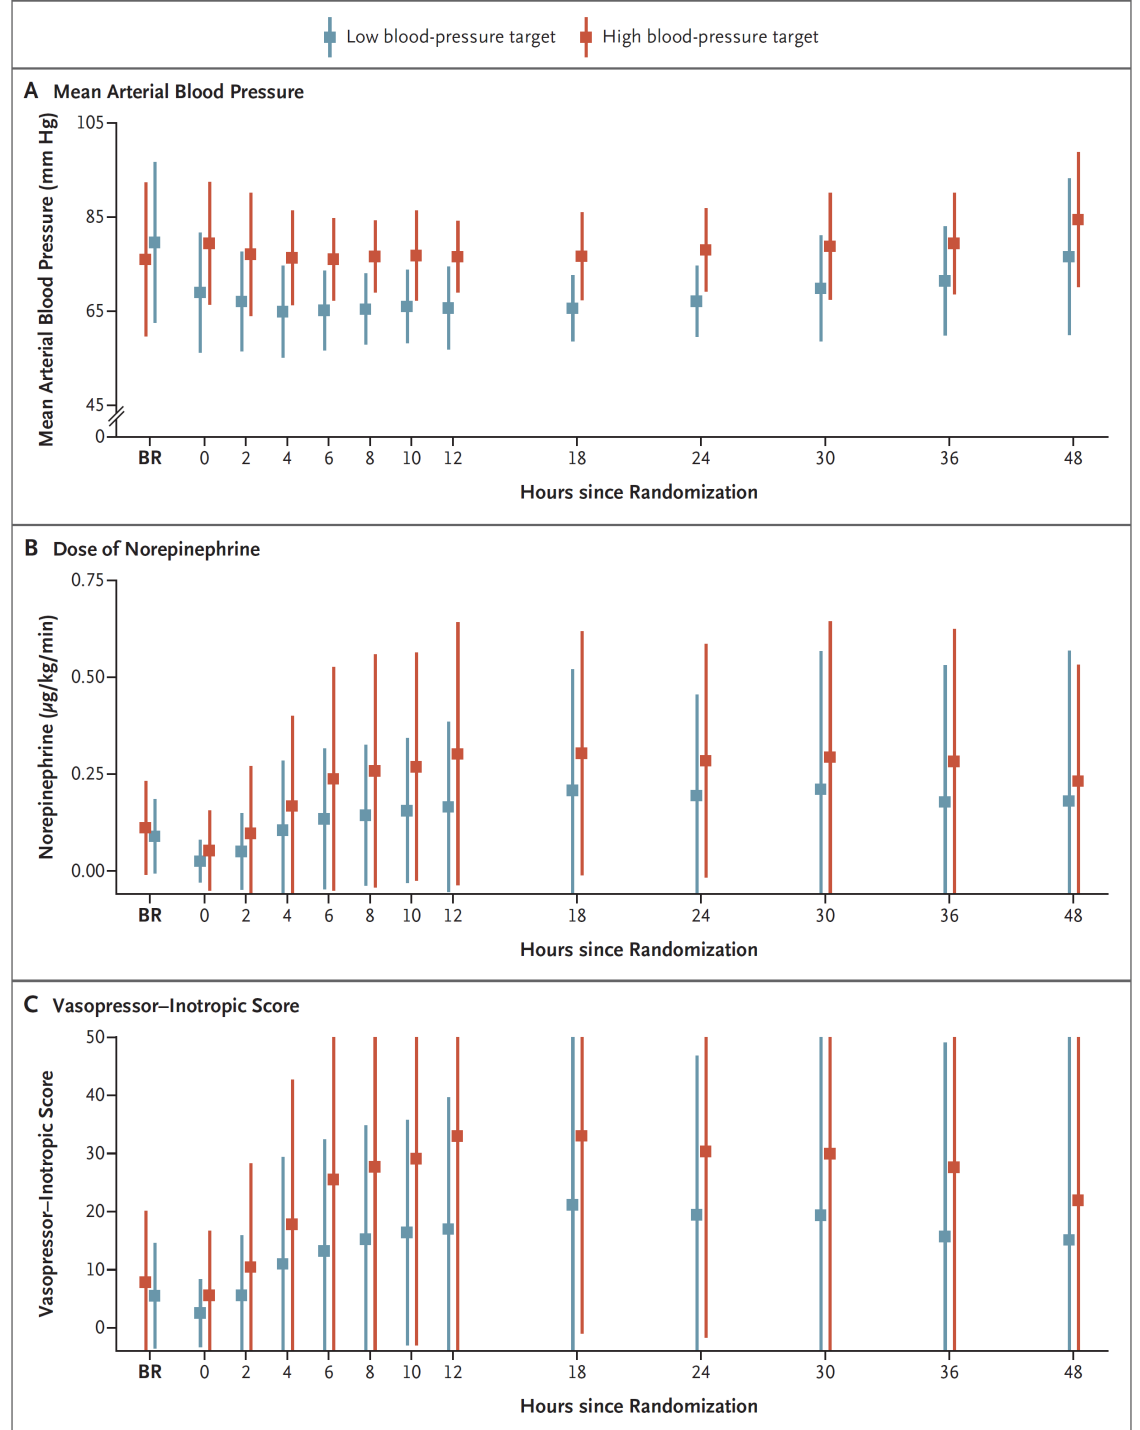 Low blood-pressure target High blood-pressure target
A Mean Arterial Blood Pressure
Mean Arterial Blood Pressure (mm Hg)
105
85
65
45
0
BR 0 2 4 6 8 10 12 18 24 30 36 48
Hours since Randomization
B Dose of Norepinephrine
Norepinephrine (µg/kg/min)
0.75
0.50
0.25
0.00
BR 0 2 4 6 8 10 12 18 24 30 36 48
Hours since Randomization
C Vasopressor–Inotropic Score
Vasopressor–Inotropic Score
50
40
30
20
10
0
BR 0 2 4 6 8 10 12 18 24 30 36 48
Hours since Randomization